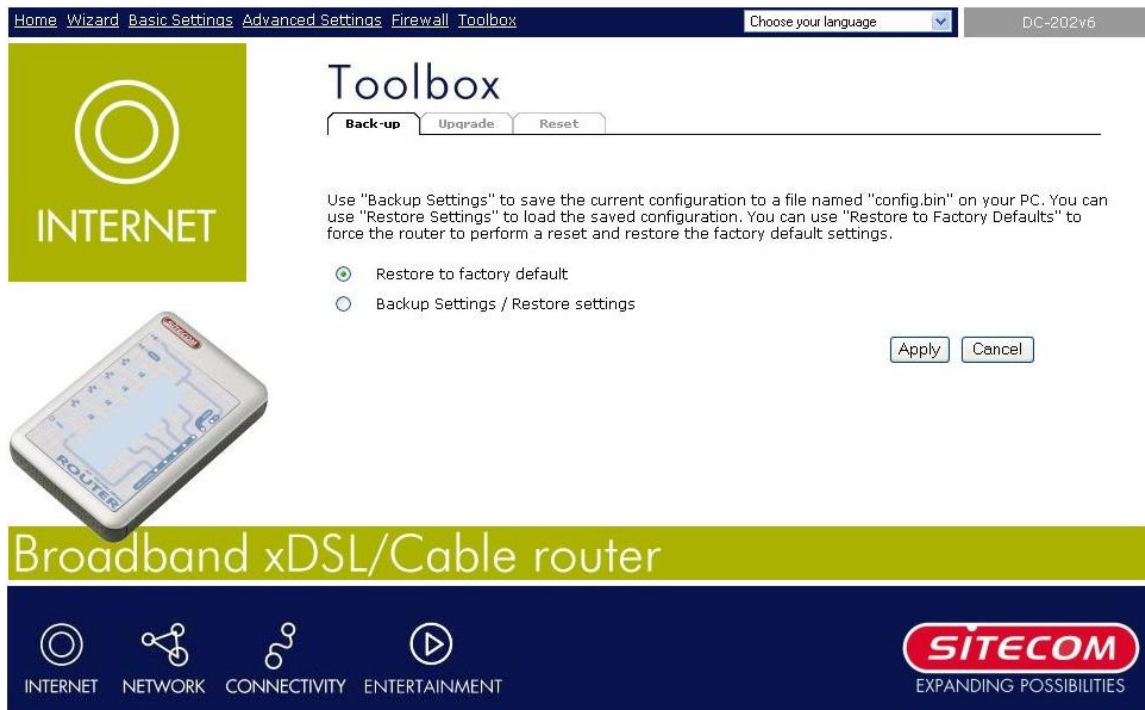 Home Wizard Basic Settings Advanced Settings Firewall Toolbox
Choose your language
DC-202v6
INTERNET
Toolbox
Back-up Upgrade Reset
Use "Backup Settings" to save the current configuration to a file named "config.bin" on your PC. You can
use "Restore Settings" to load the saved configuration. You can use "Restore to Factory Defaults" to
force the router to perform a reset and restore the factory default settings.
Restore to factory default
Backup Settings / Restore settings
Apply Cancel
SITECOM
ROUTER
Broadband xDSL/Cable router
INTERNET NETWORK CONNECTIVITY ENTERTAINMENT
SITECOM
EXPANDING POSSIBILITIES